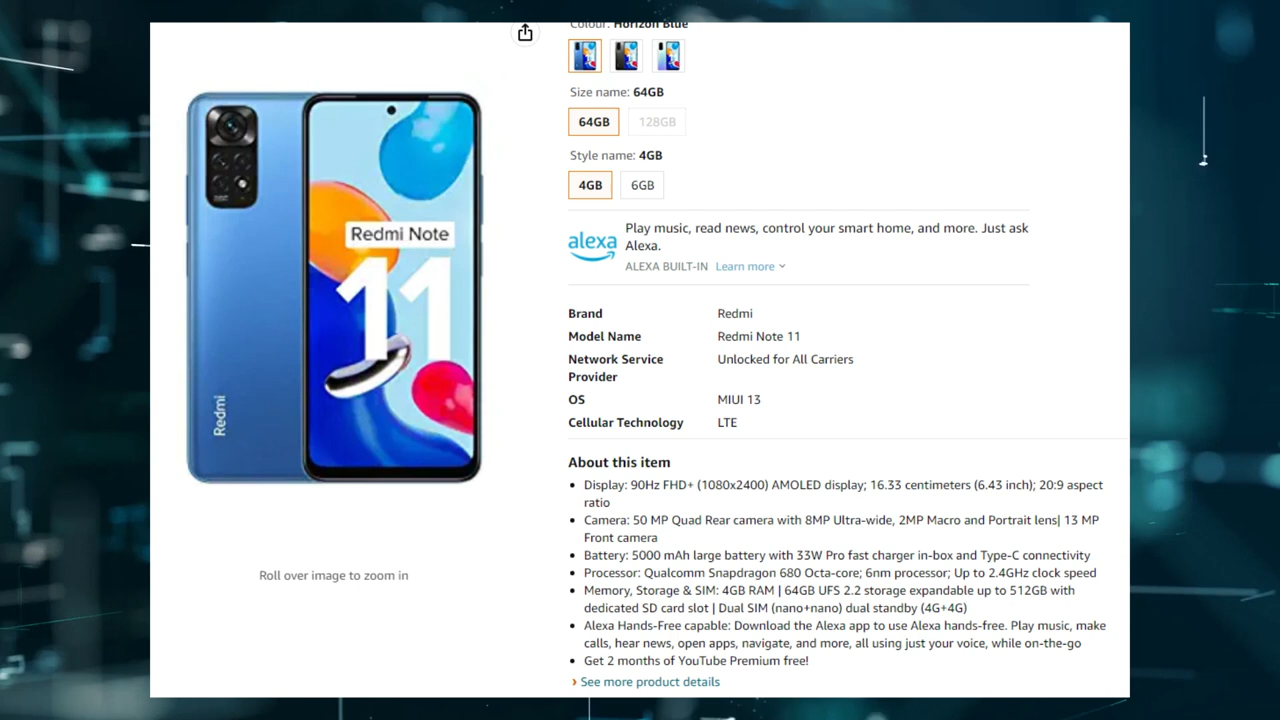 Colour: Horizon Blue
Size name: 64GB
64GB 128GB
Style name: 4GB
4GB 6GB
alexa
Play music, read news, control your smart home, and more. Just ask
Alexa.
ALEXA BUILT-IN Learn more
Brand Redmi
Model Name Redmi Note 11
Network Service Unlocked for All Carriers
Provider
OS MIUI 13
Cellular Technology LTE
About this item
Display: 90Hz FHD+ (1080x2400) AMOLED display; 16.33 centimeters (6.43 inch); 20:9 aspect
ratio
Camera: 50 MP Quad Rear camera with 8MP Ultra-wide, 2MP Macro and Portrait lens| 13 MP
Front camera
Battery: 5000 mAh large battery with 33W Pro fast charger in-box and Type-C connectivity
Processor: Qualcomm Snapdragon 680 Octa-core; 6nm processor; Up to 2.4GHz clock speed
Memory, Storage & SIM: 4GB RAM | 64GB UFS 2.2 storage expandable up to 512GB with
dedicated SD card slot | Dual SIM (nano+nano) dual standby (4G+4G)
Alexa Hands-Free capable: Download the Alexa app to use Alexa hands-free. Play music, make
calls, hear news, open apps, navigate, and more, all using just your voice, while on-the-go
Get 2 months of YouTube Premium free!
› See more product details
Redmi Note
11
Redmi
Roll over image to zoom in